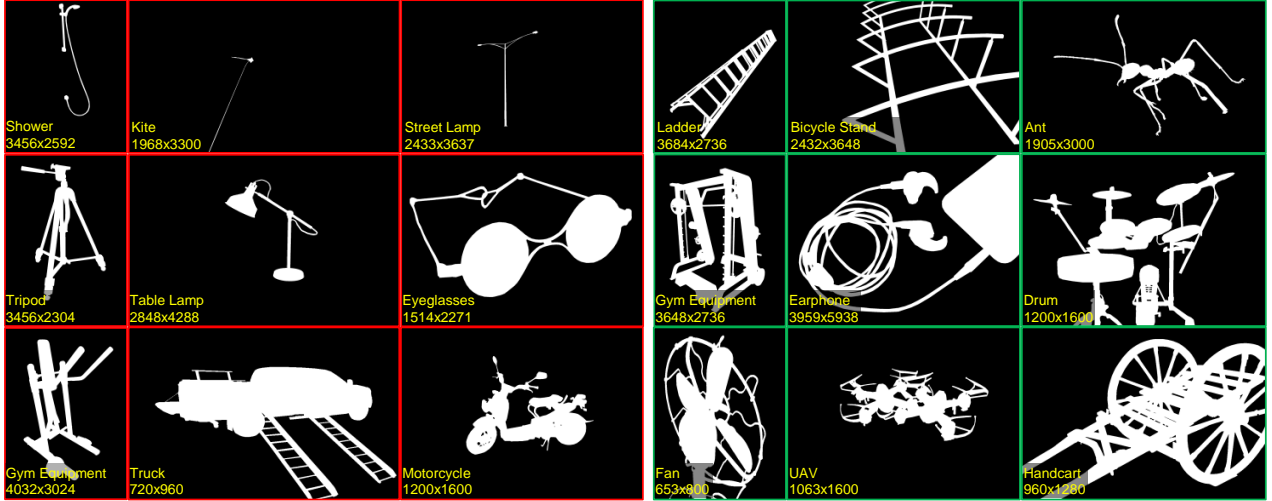 Shower
3456x2592
Kite
1968x3300
Street Lamp
2433x3637
Ladder
3684x2736
Bicycle Stand
2432x3648
Ant
1905x3000
Tripod
3456x2304
Table Lamp
2848x4288
Eyeglasses
1514x2271
Gym Equipment
3648x2736
Earphone
3959x5938
Drum
1200x1600
Gym Equipment
4032x3024
Truck
720x960
Motorcycle
1200x1600
Fan
653x800
UAV
1063x1600
Handcart
960x1280